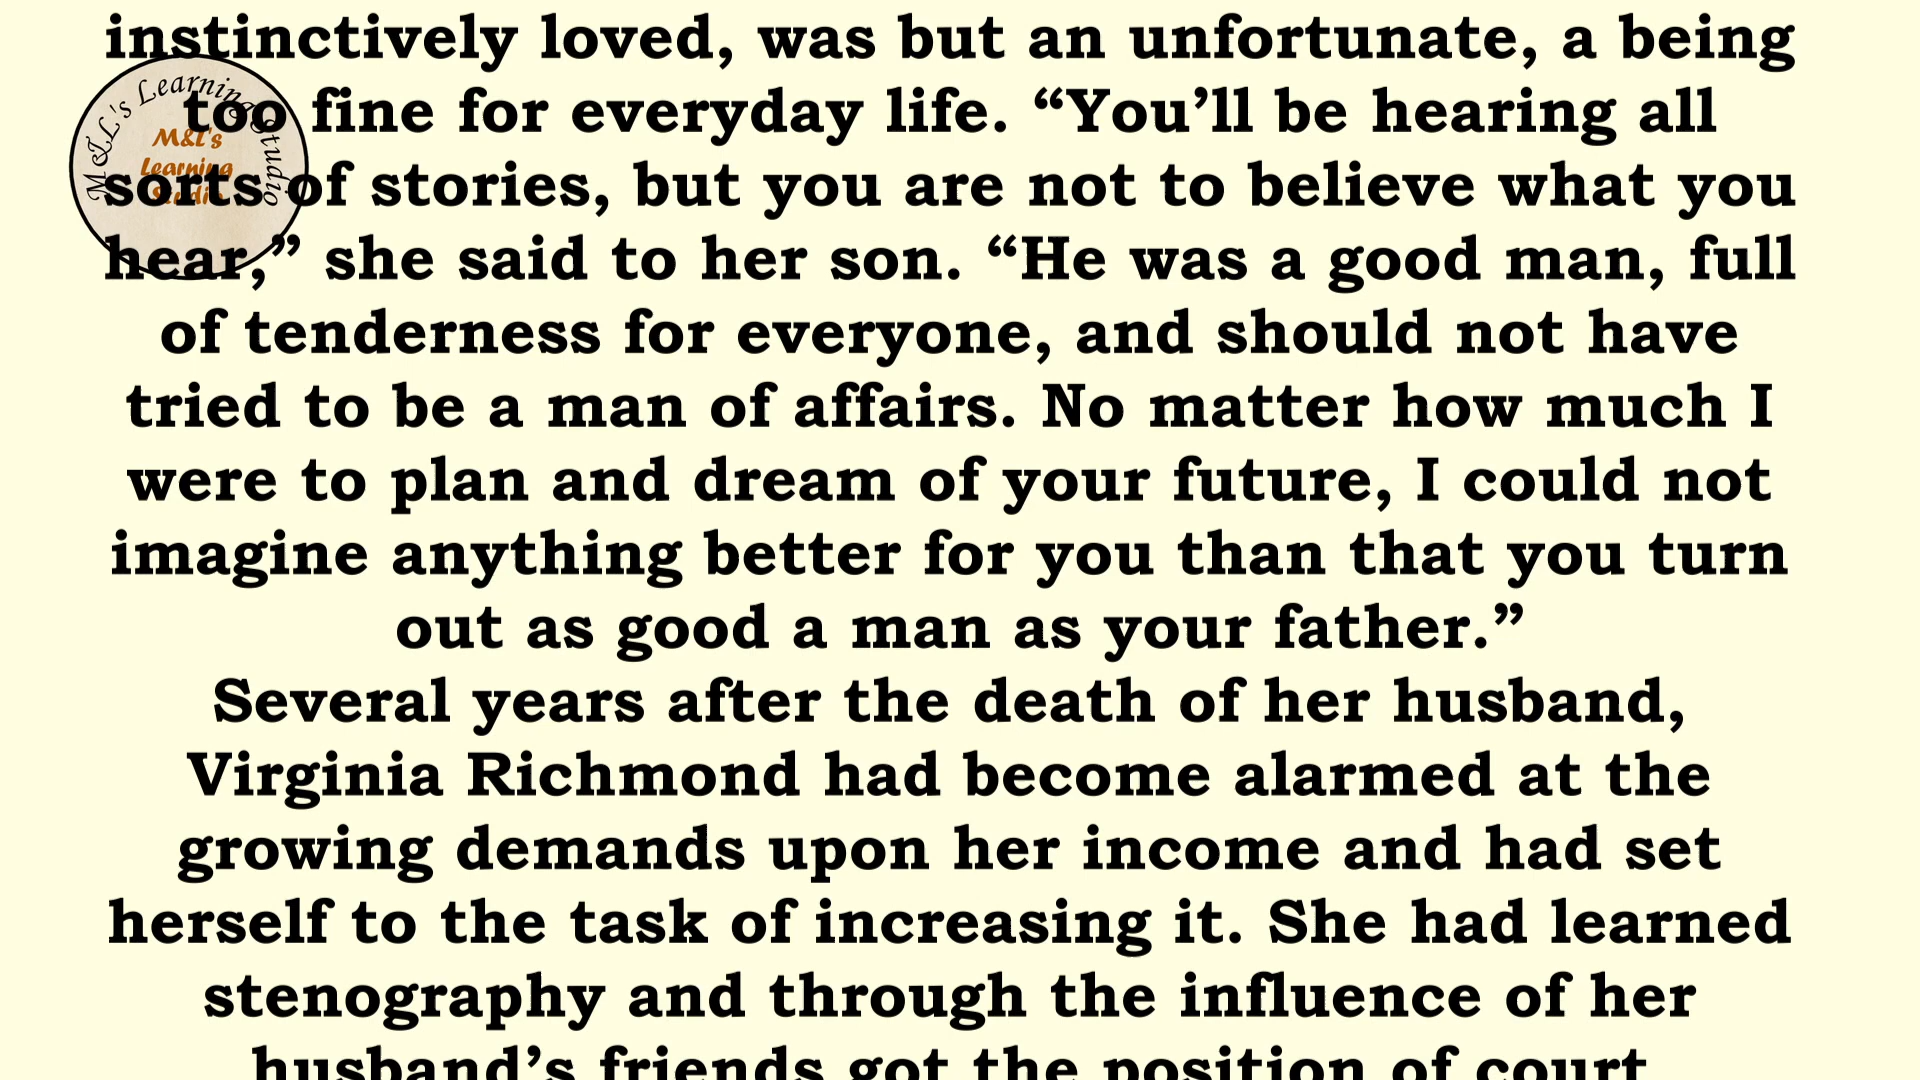 instinctively loved, was but an unfortunate, a being
too fine for everyday life. “You’ll be hearing all
sorts of stories, but you are not to believe what you
hear,” she said to her son. “He was a good man, full
of tenderness for everyone, and should not have
tried to be a man of affairs. No matter how much I
were to plan and dream of your future, I could not
imagine anything better for you than that you turn
out as good a man as your father.”
Several years after the death of her husband,
Virginia Richmond had become alarmed at the
growing demands upon her income and had set
herself to the task of increasing it. She had learned
stenography and through the influence of her
husband’s friends got the position of court
M&L's Learning Studio
M&L's
Learning
Studio